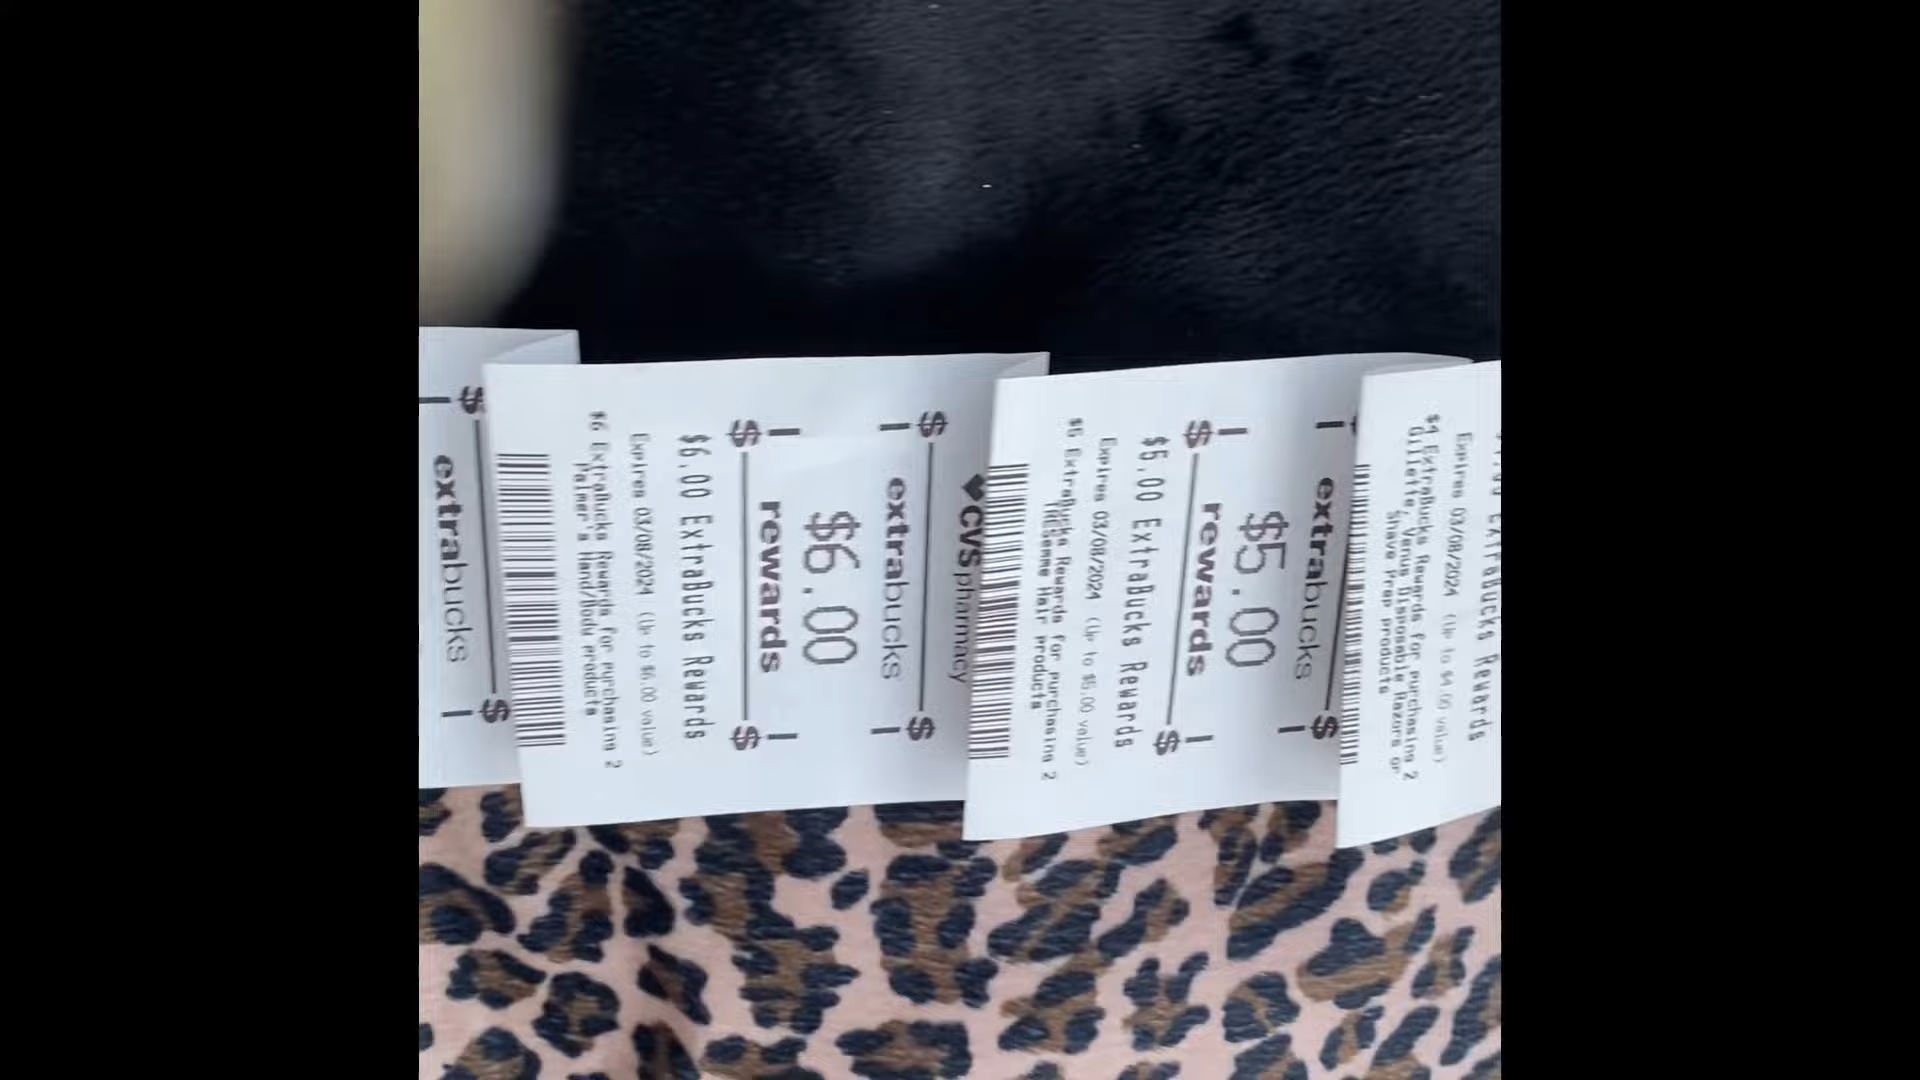 extrabucks
CVS pharmacy
extrabucks
$6.00
rewards
$6.00 ExtraBucks Rewards
Expires 03/08/2024 (Up to $6.00 value)
$6 ExtraBucks Rewards for purchasing 2
Palmer's Hand/Body products
extrabucks
$5.00
rewards
$5.00 ExtraBucks Rewards
Expires 03/08/2024 (Up to $5.00 value)
$5 ExtraBucks Rewards for purchasing 2
Hair products
ExtraBucks Rewards
Expires 03/08/2024 (Up to $4.00 value)
$4 ExtraBucks Rewards for purchasing 2
Gillette, Venus Disposable Razors or
Shave Prep products